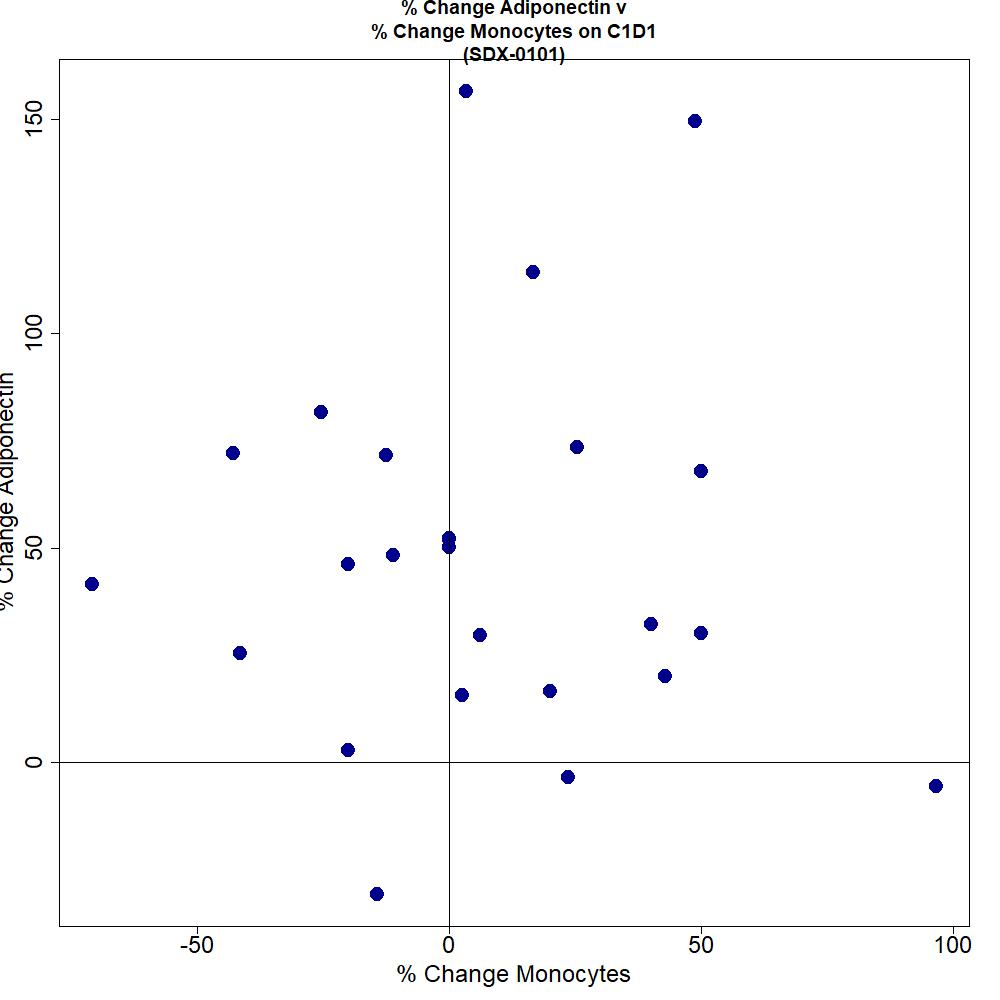 % Change Adiponectin v
% Change Monocytes on C1D1
(SDX-0101)
150
100
50
0
% Change Adiponectin
-50
0
50
100
% Change Monocytes